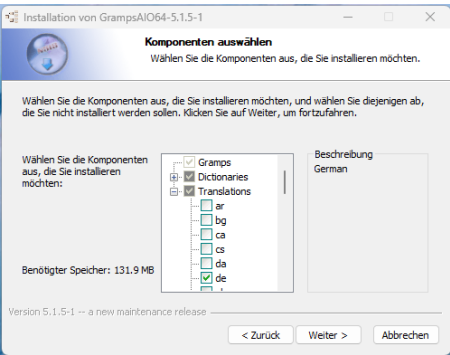 Installation von GrampsAIO64-5.1.5-1
Komponenten auswählen
Wählen Sie die Komponenten aus, die Sie installieren möchten.
Wählen Sie die Komponenten aus, die Sie installieren möchten, und wählen Sie diejenigen ab,
die Sie nicht installiert werden sollen. Klicken Sie auf Weiter, um fortzufahren.
Wählen Sie die Komponenten
aus, die Sie installieren
möchten:
Gramps
Dictionaries
Translations
ar
bg
ca
cs
da
de
Beschreibung
German
Benötigter Speicher: 131.9 MB
Version 5.1.5-1 -- a new maintenance release
< Zurück
Weiter >
Abbrechen